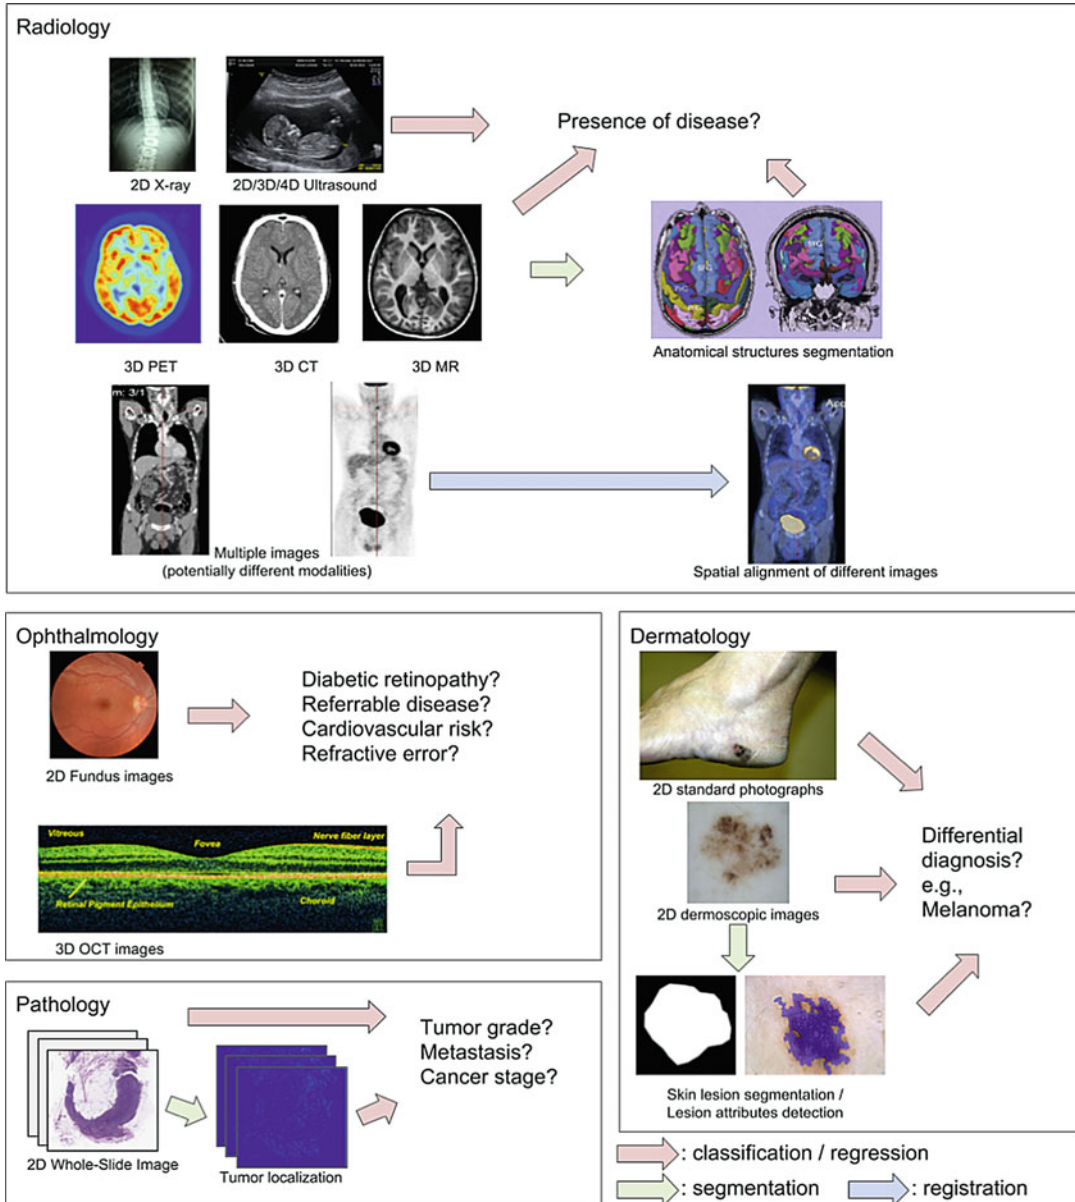 Radiology
2D X-ray
2D/3D/4D Ultrasound
Presence of disease?
3D PET
3D CT
3D MR
SFG
SFG
Anatomical structures segmentation
m: 3/1
Multiple images
(potentially different modalities)
Spatial alignment of different images
Ophthalmology
2D Fundus images
Diabetic retinopathy?
Referrable disease?
Cardiovascular risk?
Refractive error?
Vitreous
Fovea
Nerve fiber layer
Retinal Pigment Epithelium
Choroid
3D OCT images
Dermatology
2D standard photographs
2D dermoscopic images
Differential
diagnosis?
e.g.,
Melanoma?
Skin lesion segmentation /
Lesion attributes detection
Pathology
2D Whole-Slide Image
Tumor localization
Tumor grade?
Metastasis?
Cancer stage?
: classification / regression
: segmentation
: registration